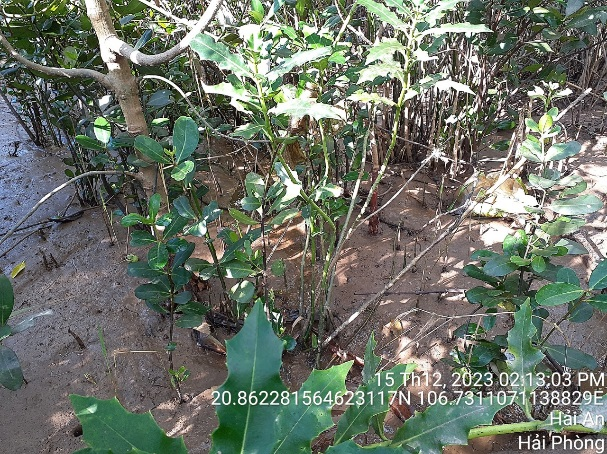 15 Th12, 2023 02:13:03 PM
20.862281564623117N 106.7311071138829E
Hải An
Hải Phòng